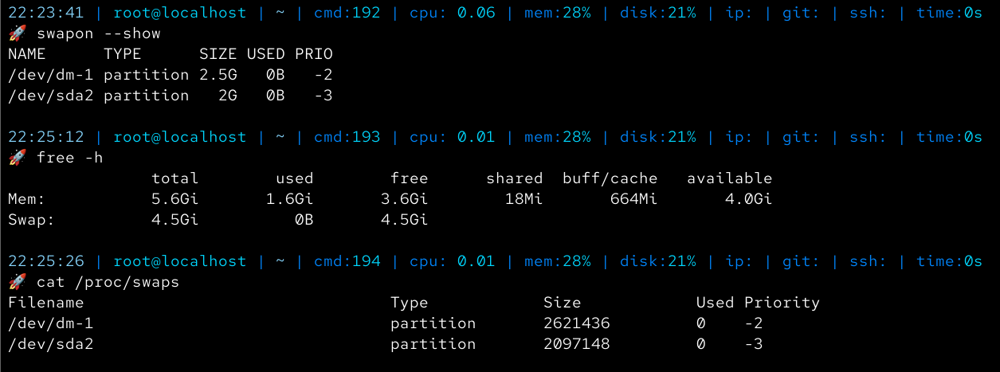 22:23:41 | root@localhost | ~ | cmd:192 | cpu: 0.06 | mem:28% | disk:21% | ip: | git: | ssh: | time:0s
🚀 swapon --show
NAME      TYPE      SIZE USED PRIO
/dev/dm-1 partition 2.5G   0B   -2
/dev/sda2 partition   2G   0B   -3
22:25:12 | root@localhost | ~ | cmd:193 | cpu: 0.01 | mem:28% | disk:21% | ip: | git: | ssh: | time:0s
🚀 free -h
               total        used        free      shared  buff/cache   available
Mem:           5.6Gi       1.6Gi       3.6Gi        18Mi       664Mi       4.0Gi
Swap:          4.5Gi          0B       4.5Gi
22:25:26 | root@localhost | ~ | cmd:194 | cpu: 0.01 | mem:28% | disk:21% | ip: | git: | ssh: | time:0s
🚀 cat /proc/swaps
Filename                                Type            Size            Used Priority
/dev/dm-1                               partition       2621436         0    -2
/dev/sda2                               partition       2097148         0    -3